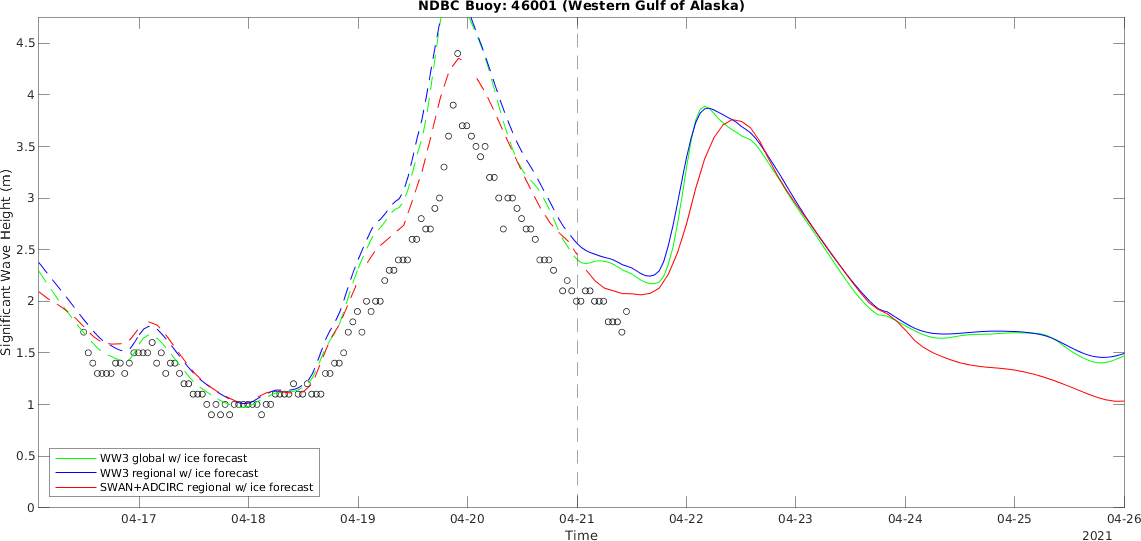 NDBC Buoy: 46001 (Western Gulf of Alaska)
Significant Wave Height (m)
4.5
4
3.5
3
2.5
2
1.5
1
0.5
0
WW3 global w/ ice forecast
WW3 regional w/ ice forecast
SWAN+ADCIRC regional w/ ice forecast
04-17 04-18 04-19 04-20 04-21 04-22 04-23 04-24 04-25 04-26
Time
2021